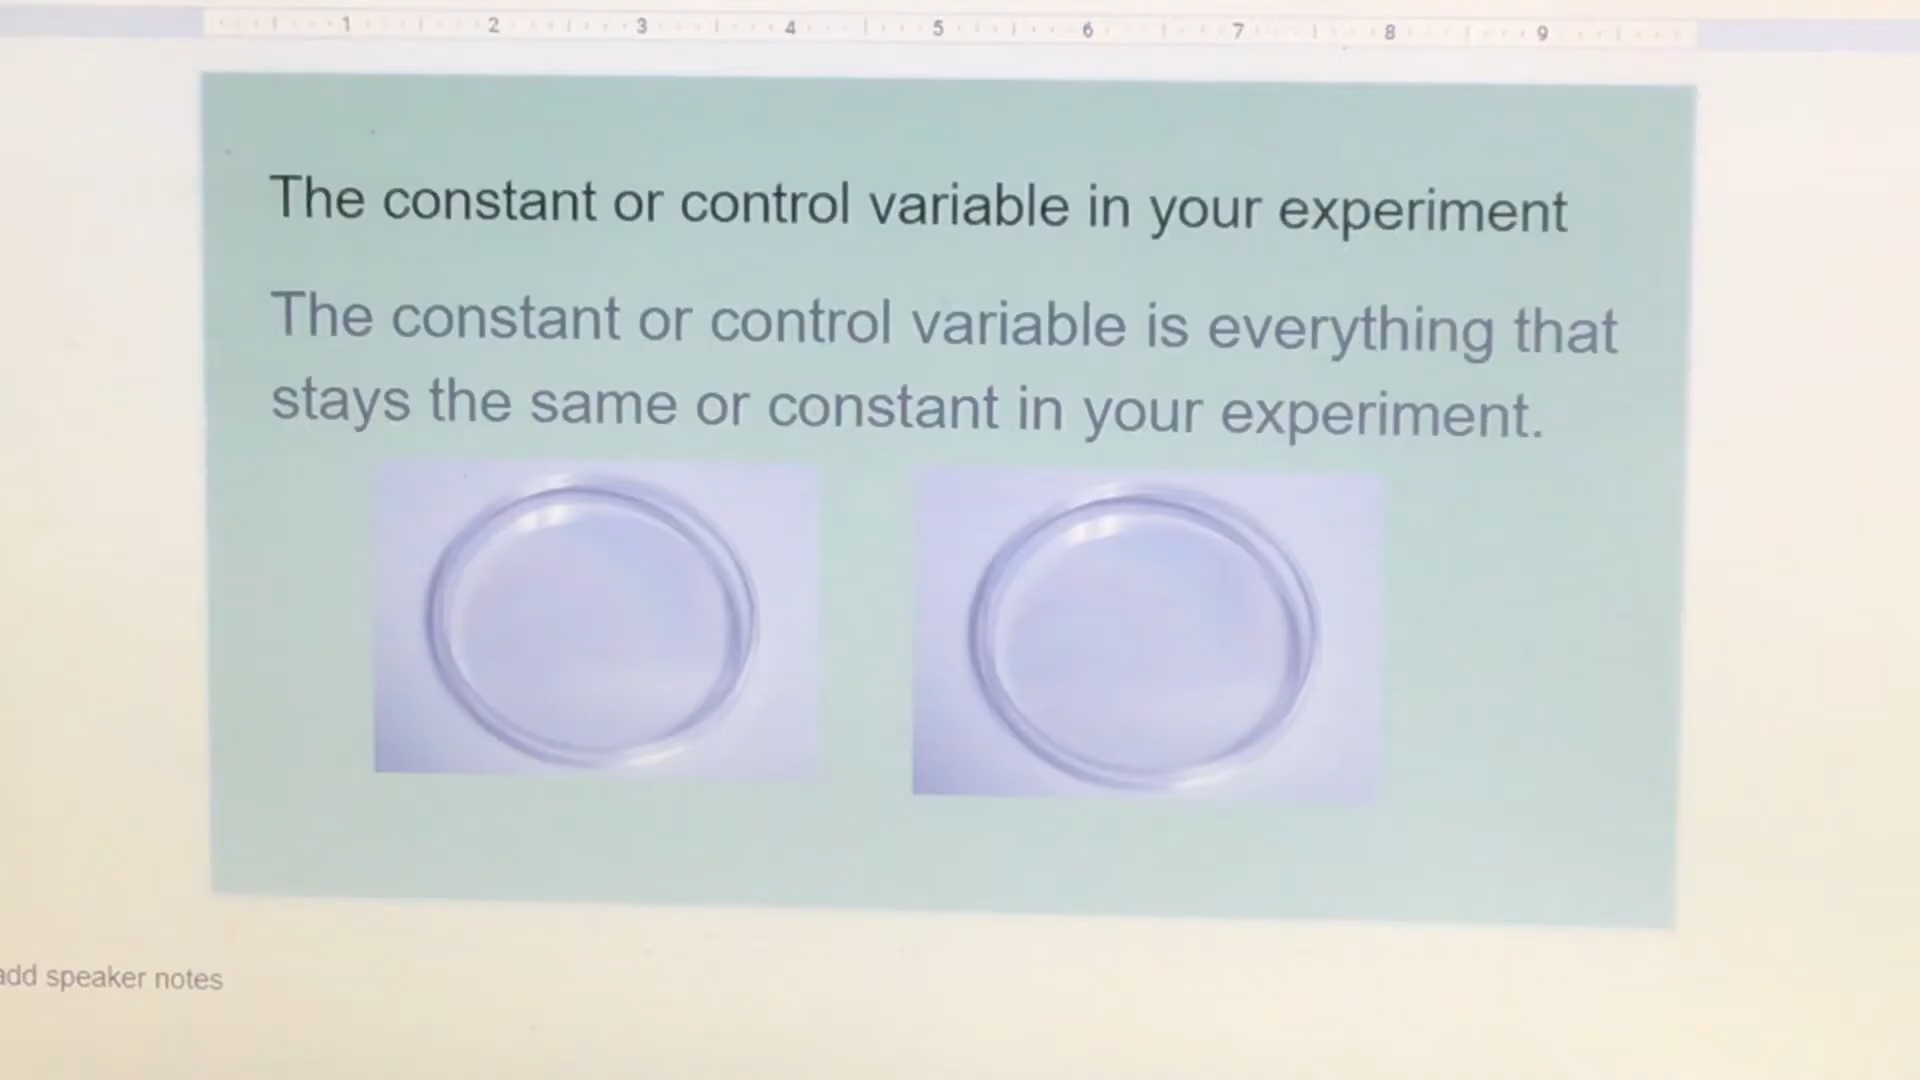 1 2 3 4 5 6 7 8 9
The constant or control variable in your experiment
The constant or control variable is everything that
stays the same or constant in your experiment.
add speaker notes